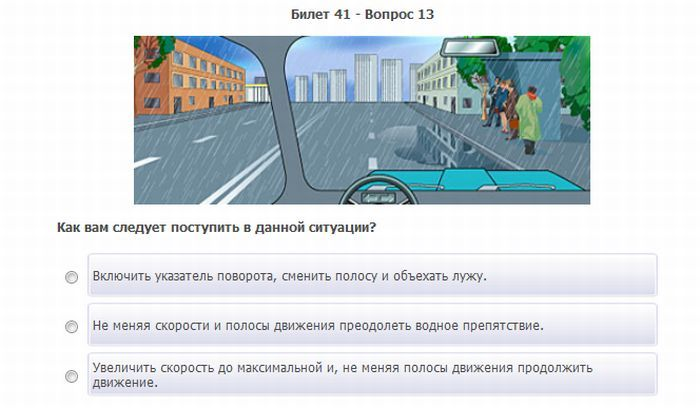 Билет 41 - Вопрос 13
Как вам следует поступить в данной ситуации?
Включить указатель поворота, сменить полосу и объехать лужу.
Не меняя скорости и полосы движения преодолеть водное препятствие.
Увеличить скорость до максимальной и, не меняя полосы движения продолжить
движение.